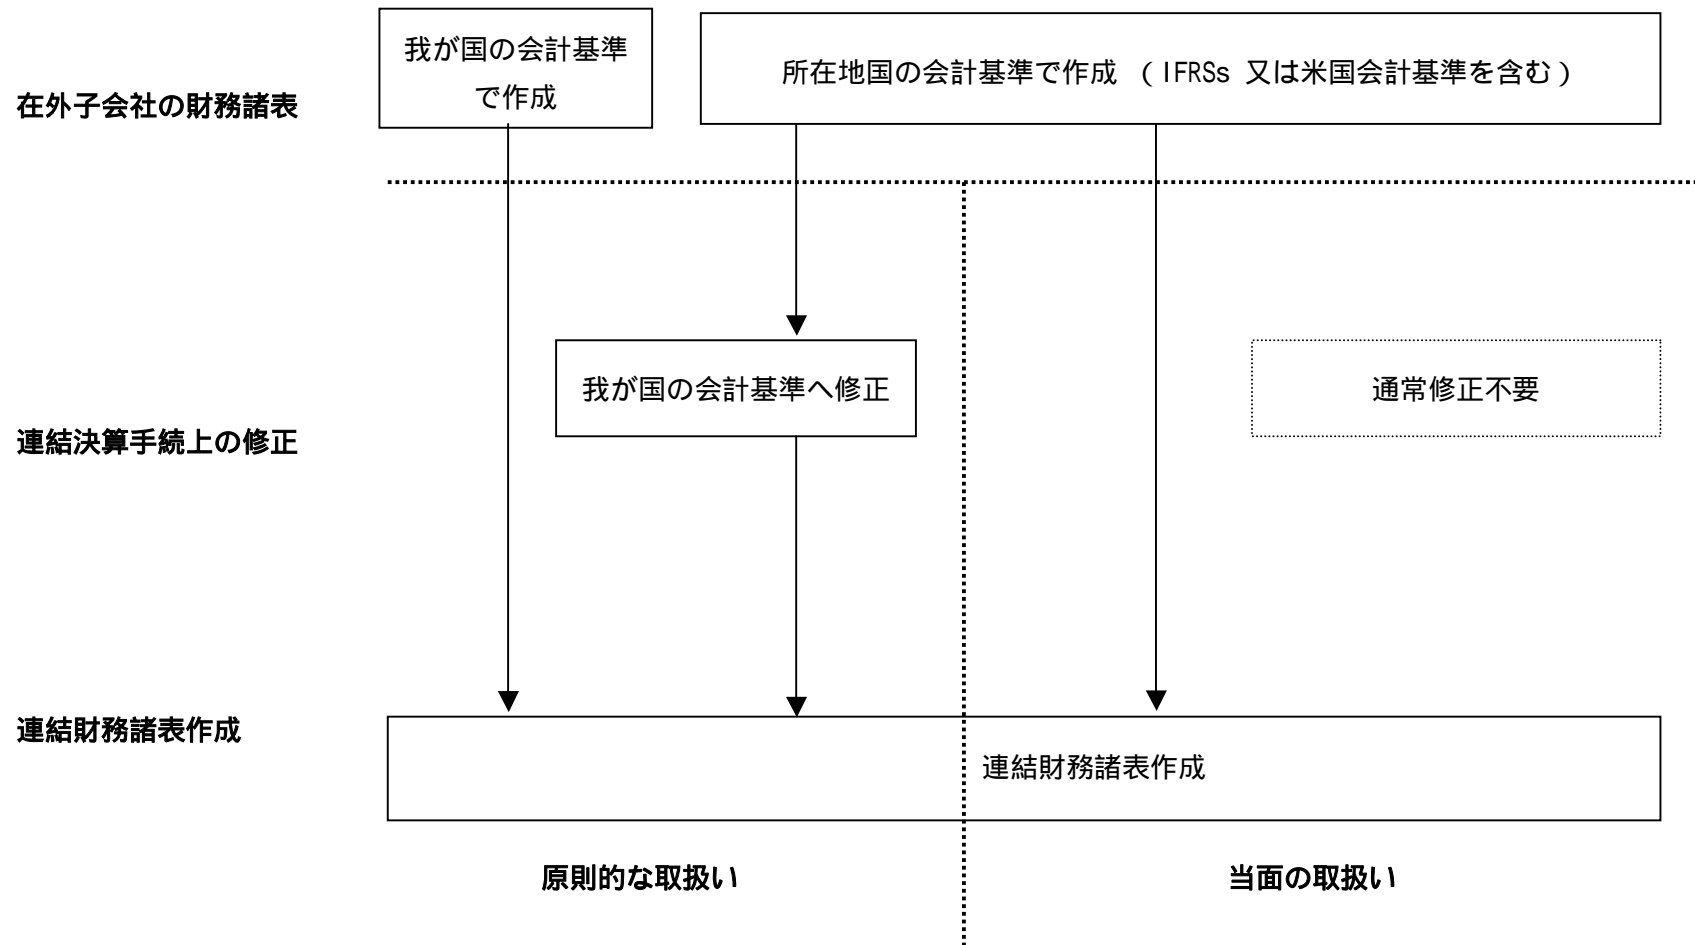 我が国の会計基準
で作成
所在地国の会計基準で作成 (IFRSs 又は米国会計基準を含む)
在外子会社の財務諸表
我が国の会計基準へ修正
通常修正不要
連結決算手続上の修正
連結財務諸表作成
連結財務諸表作成
原則的な取扱い
当面の取扱い